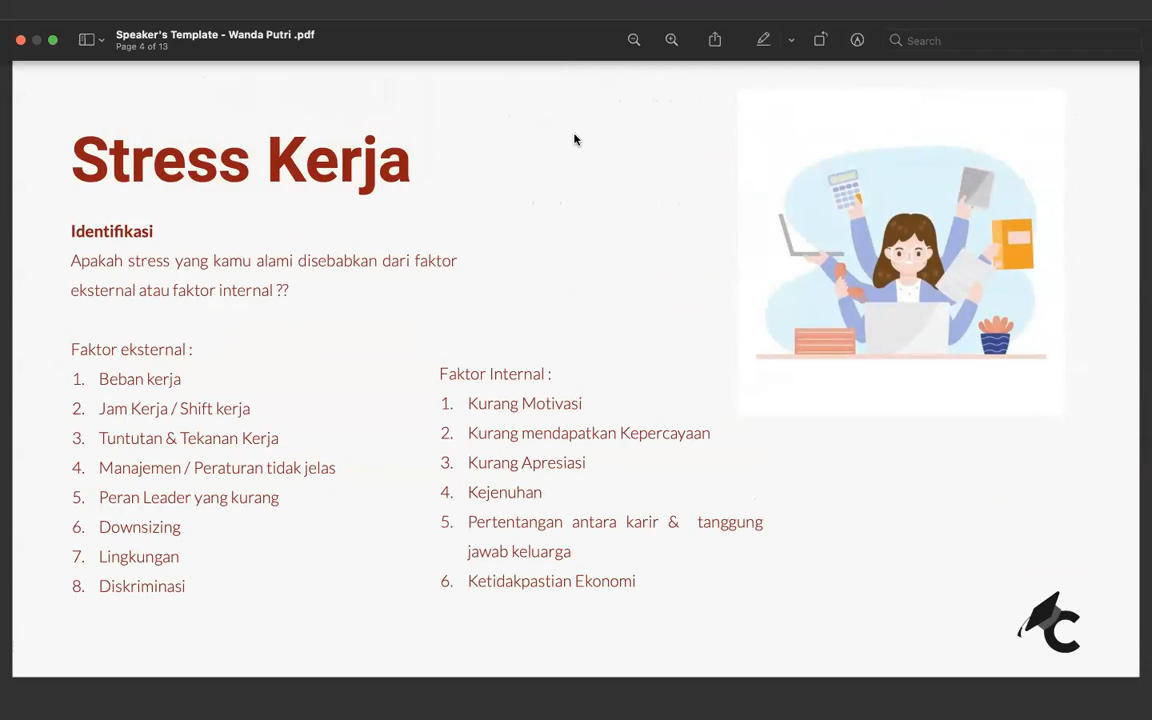 Speaker's Template - Wanda Putri .pdf
Page 4 of 13
Search
Stress Kerja
Identifikasi
Apakah stress yang kamu alami disebabkan dari faktor
eksternal atau faktor internal ??
Faktor eksternal :
1. Beban kerja
2. Jam Kerja / Shift kerja
3. Tuntutan & Tekanan Kerja
4. Manajemen / Peraturan tidak jelas
5. Peran Leader yang kurang
6. Downsizing
7. Lingkungan
8. Diskriminasi
Faktor Internal :
1. Kurang Motivasi
2. Kurang mendapatkan Kepercayaan
3. Kurang Apresiasi
4. Kejenuhan
5. Pertentangan antara karir & tanggung
jawab keluarga
6. Ketidakpastian Ekonomi
C